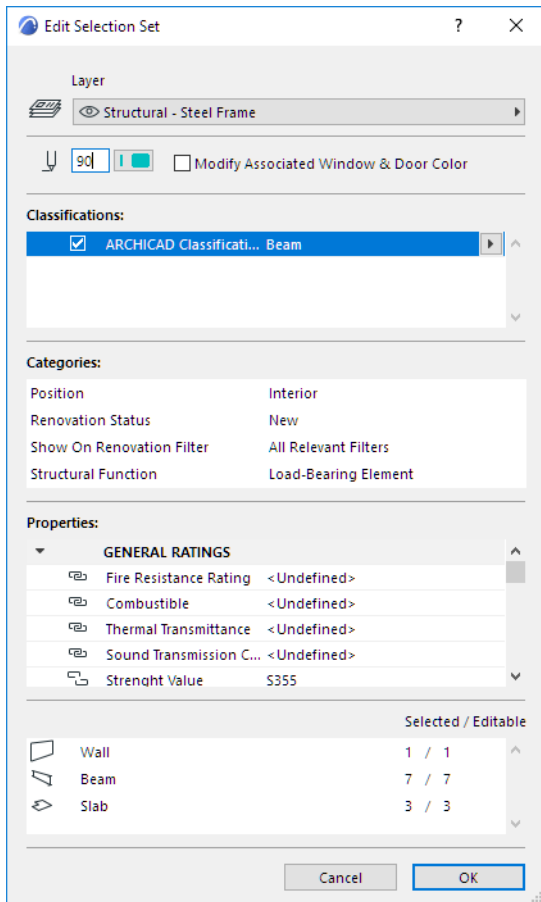 Edit Selection Set ? ×
Layer
Structural - Steel Frame
90 Modify Associated Window & Door Color
Classifications:
ARCHICAD Classificati... Beam
Categories:
Position Interior
Renovation Status New
Show On Renovation Filter All Relevant Filters
Structural Function Load-Bearing Element
Properties:
GENERAL RATINGS
Fire Resistance Rating <Undefined>
Combustible <Undefined>
Thermal Transmittance <Undefined>
Sound Transmission C... <Undefined>
Strenght Value S355
Selected / Editable
Wall 1 / 1
Beam 7 / 7
Slab 3 / 3
Cancel OK